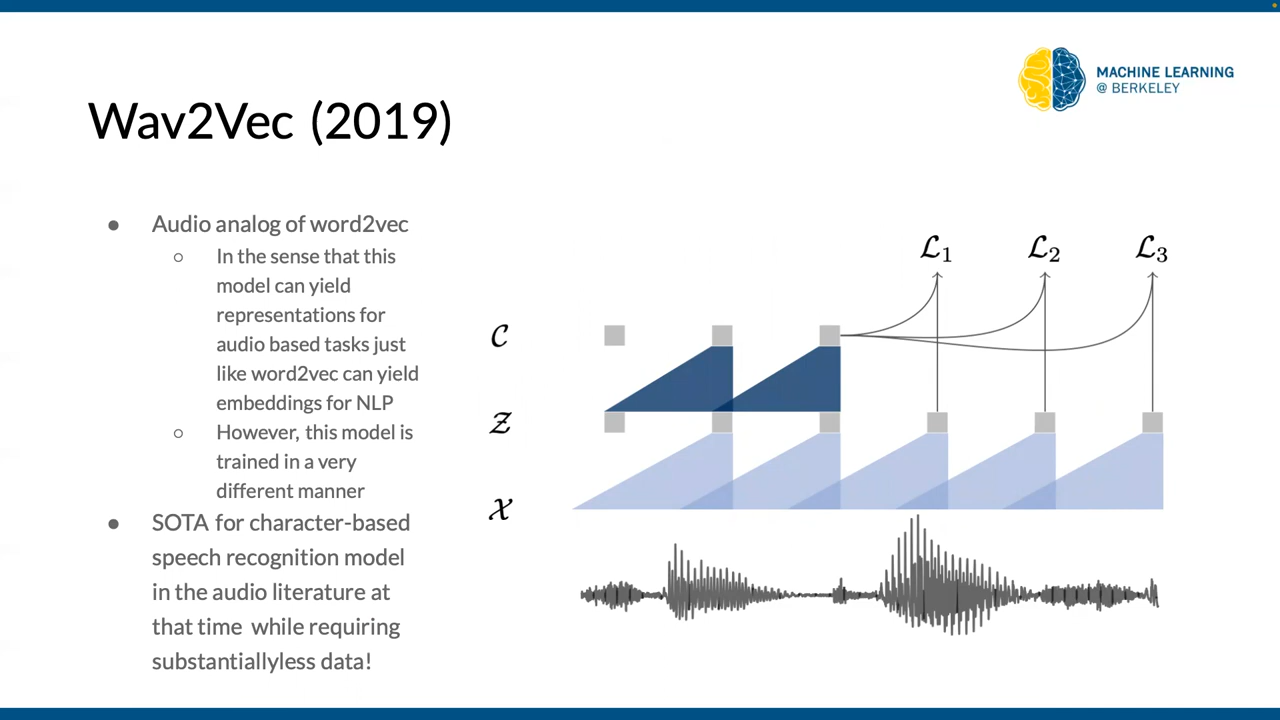 MACHINE LEARNING
@ BERKELEY
Wav2Vec (2019)
● Audio analog of word2vec
○ In the sense that this
model can yield
representations for
audio based tasks just
like word2vec can yield
embeddings for NLP
○ However, this model is
trained in a very
different manner
● SOTA for character-based
speech recognition model
in the audio literature at
that time while requiring
substantiallyless data!
ℒ₁ ℒ₂ ℒ₃
𝒞
𝒵
𝒳